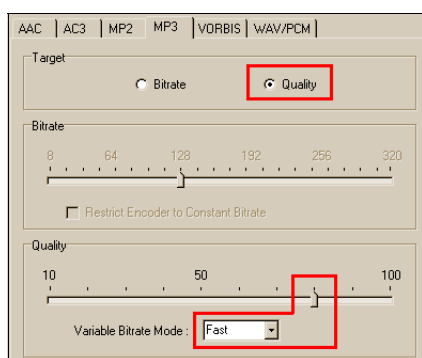 AAC AC3 MP2 MP3 VORBIS WAV/PCM
Target
Bitrate Quality
Bitrate
8 64 128 192 256 320
Restrict Encoder to Constant Bitrate
Quality
10 50 100
Variable Bitrate Mode : Fast